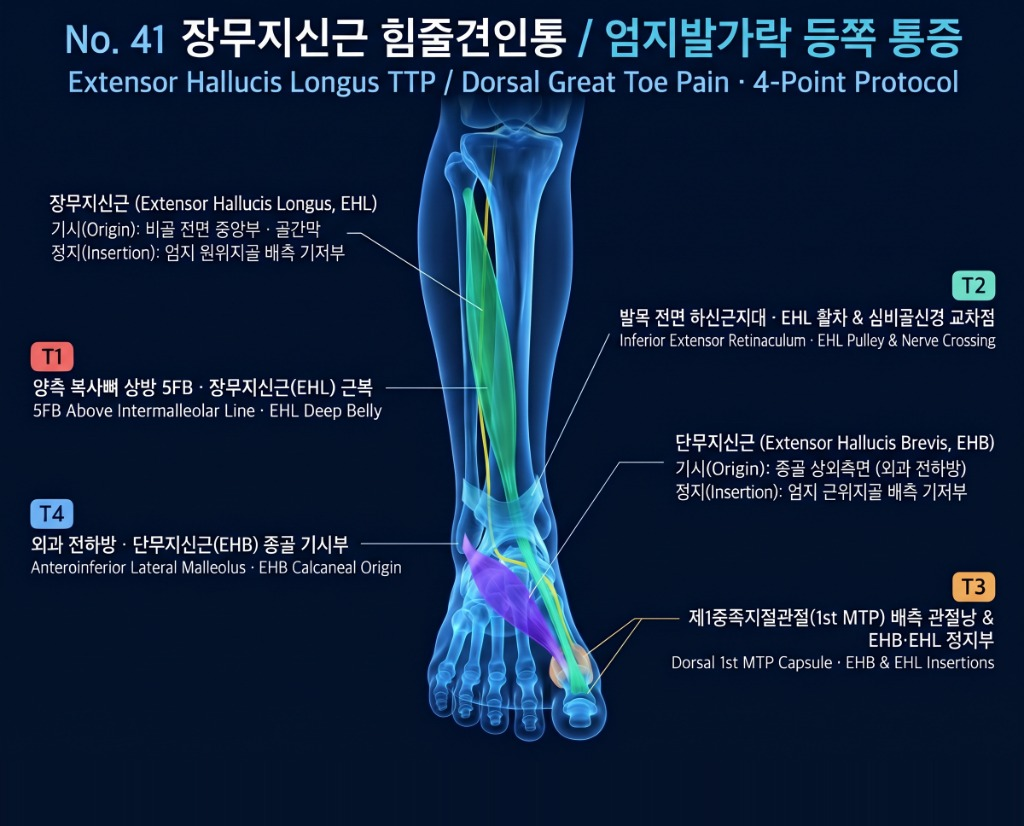 No. 41 장무지신근 힘줄견인통 / 엄지발가락 등쪽 통증
Extensor Hallucis Longus TTP / Dorsal Great Toe Pain · 4-Point Protocol
장무지신근 (Extensor Hallucis Longus, EHL)
기시(Origin): 비골 전면 중앙부 · 골간막
정지(Insertion): 엄지 원위지골 배측 기저부
T1
양측 복사뼈 상방 5FB · 장무지신근(EHL) 근복
5FB Above Intermalleolar Line · EHL Deep Belly
T4
외과 전하방 · 단무지신근(EHB) 종골 기시부
Anteroinferior Lateral Malleolus · EHB Calcaneal Origin
T2
발목 전면 하신근지대 · EHL 활차 & 심비골신경 교차점
Inferior Extensor Retinaculum · EHL Pulley & Nerve Crossing
단무지신근 (Extensor Hallucis Brevis, EHB)
기시(Origin): 종골 상외측면 (외과 전하방)
정지(Insertion): 엄지 근위지골 배측 기저부
T3
제1중족지절관절(1st MTP) 배측 관절낭 &
EHB·EHL 정지부
Dorsal 1st MTP Capsule · EHB & EHL Insertions